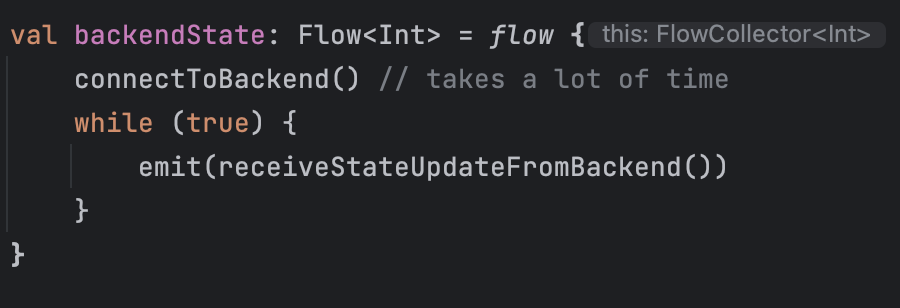 val backendState: Flow<Int> = flow { this: FlowCollector<Int>
    connectToBackend() // takes a lot of time
    while (true) {
        emit(receiveStateUpdateFromBackend())
    }
}